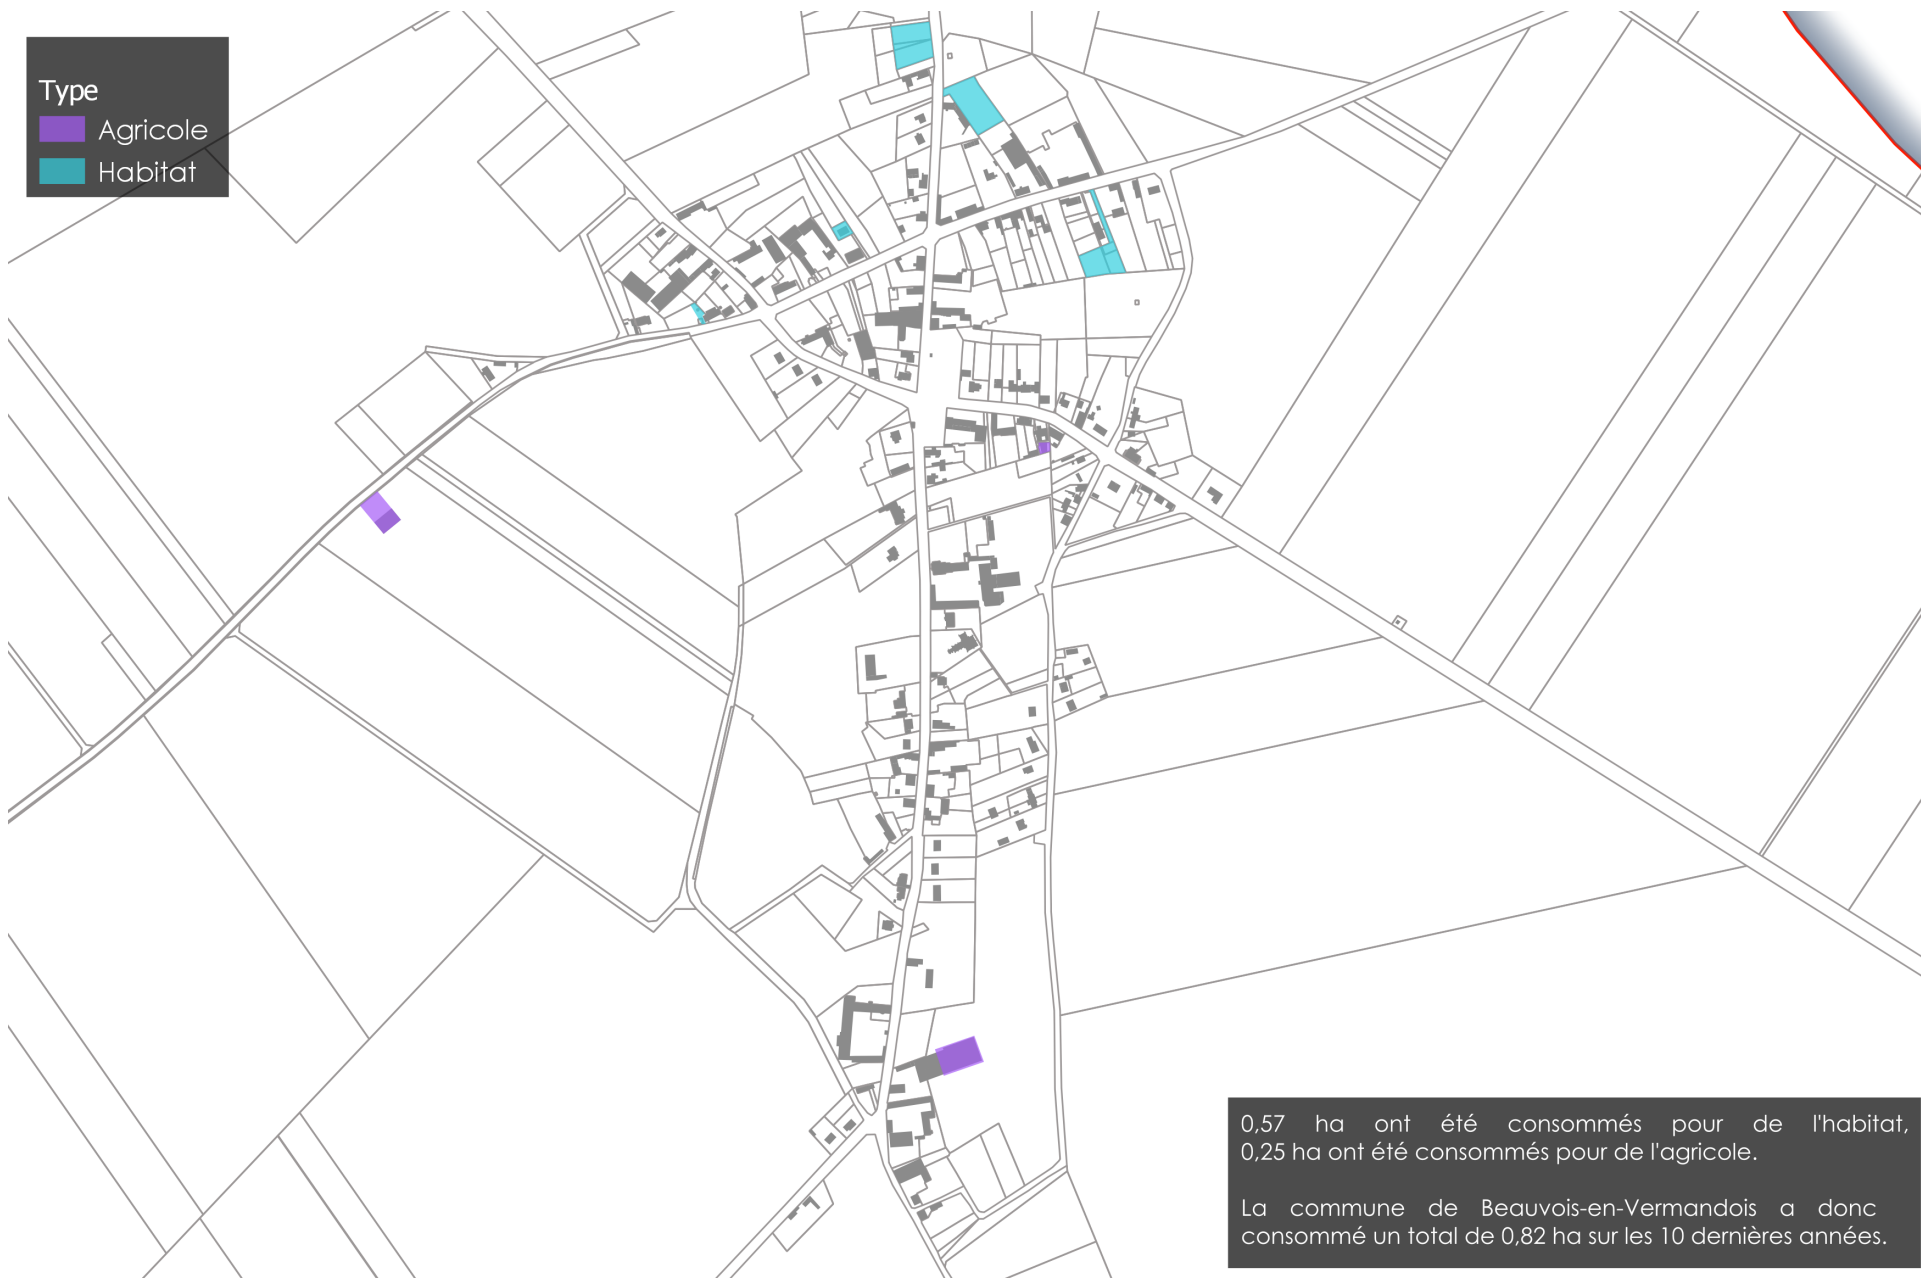 Type
Agricole
Habitat
0,57 ha ont été consommés pour de l'habitat,
0,25 ha ont été consommés pour de l'agricole.
La commune de Beauvois-en-Vermandois a donc
consommé un total de 0,82 ha sur les 10 dernières années.